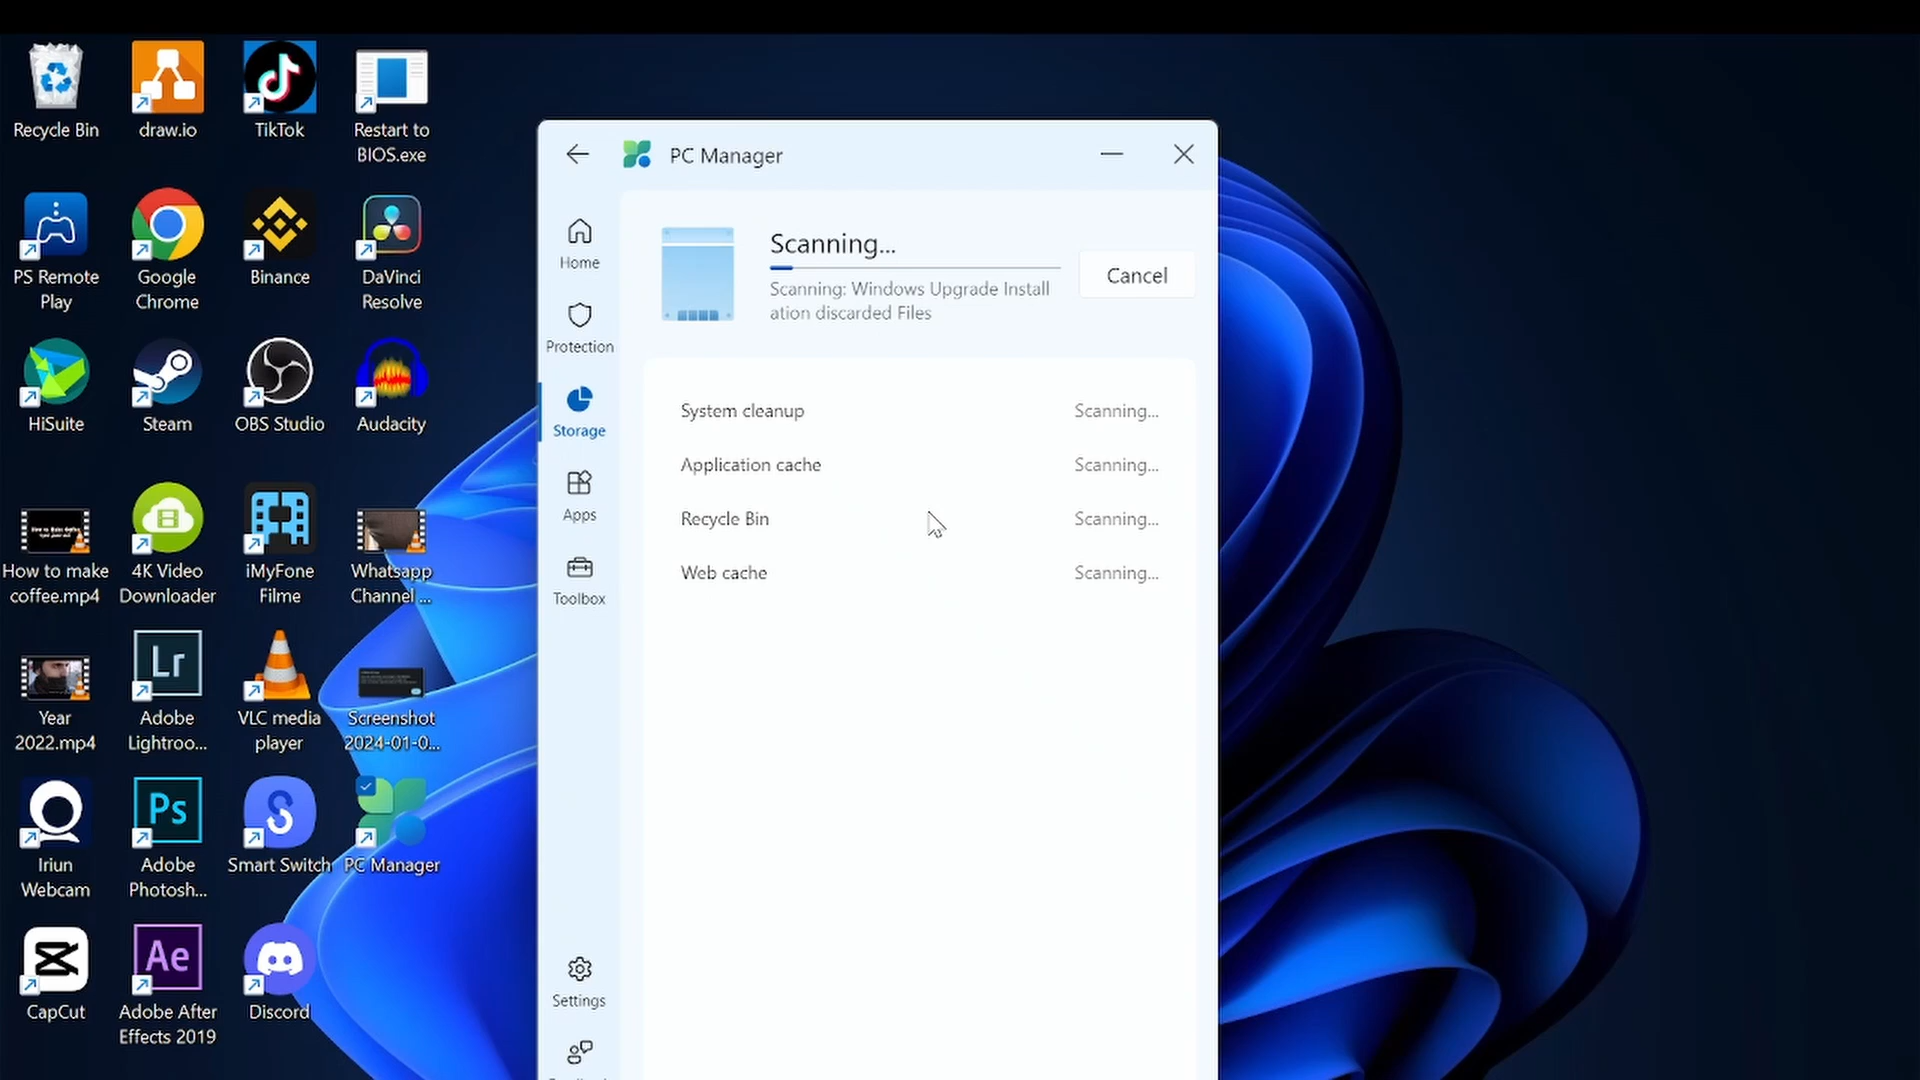 Recycle Bin
draw.io
TikTok
Restart to
BIOS.exe
PS Remote
Play
Google
Chrome
Binance
DaVinci
Resolve
HiSuite
Steam
OBS Studio
Audacity
How to make
coffee.mp4
4K Video
Downloader
iMyFone
Filme
Whatsapp
Channel ...
Year
2022.mp4
Lr
Adobe
Lightroo...
VLC media
player
Screenshot
2024-01-0...
Iriun
Webcam
Ps
Adobe
Photosh...
Smart Switch
PC Manager
CapCut
Ae
Adobe After
Effects 2019
Discord
PC Manager
Home
Protection
Storage
Apps
Toolbox
Settings
Scanning...
Scanning: Windows Upgrade Install
ation discarded Files
Cancel
System cleanup Scanning...
Application cache Scanning...
Recycle Bin Scanning...
Web cache Scanning...